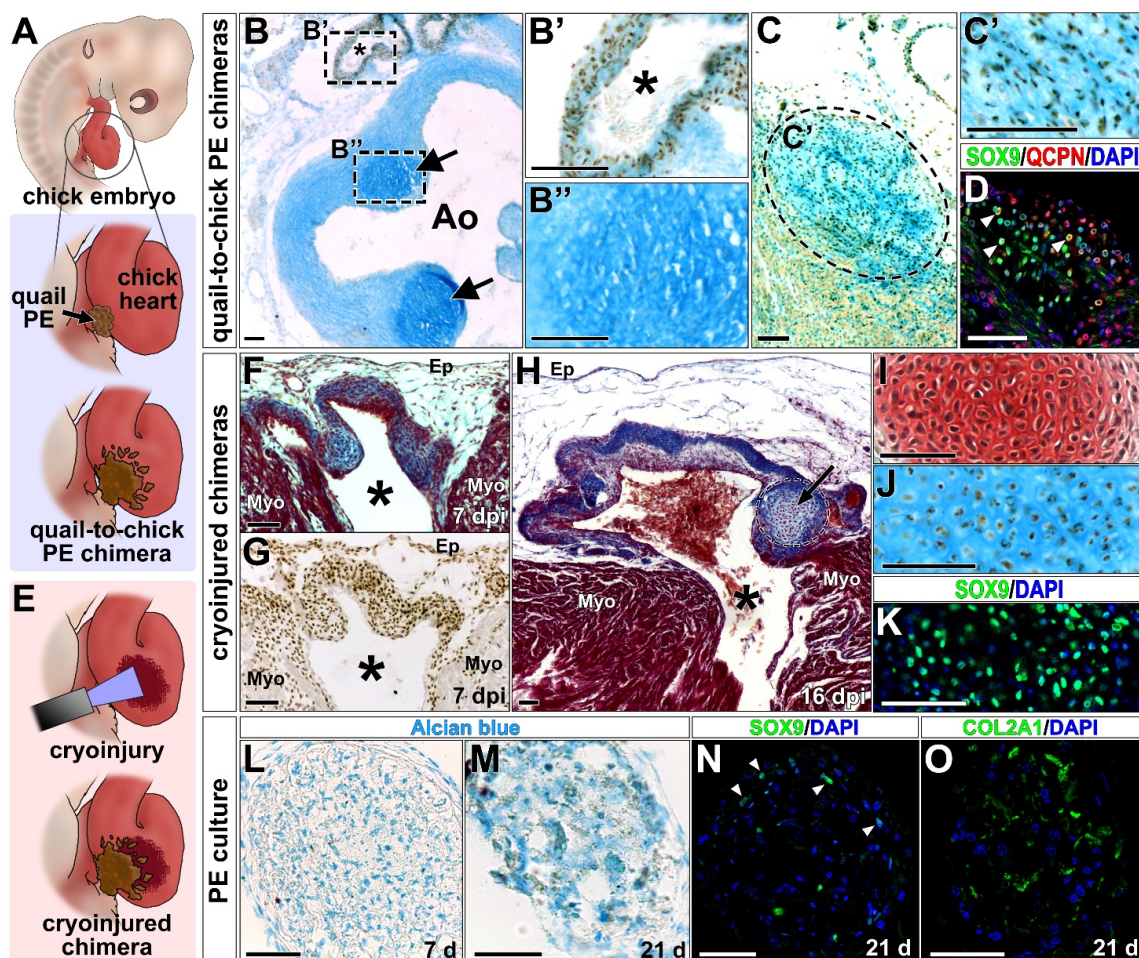 A
chick embryo
quail
PE
chick
heart
quail-to-chick
PE chimera
E
cryoinjury
cryoinjured
chimera
quail-to-chick PE chimeras
B
B'
*
B''
Ao
B'
*
B''
C
C'
C'
SOX9/QCPN/DAPI
D
cryoinjured chimeras
F
Ep
Myo
*
Myo
7 dpi
G
Ep
Myo
*
Myo
7 dpi
H
Ep
Myo
*
Myo
16 dpi
I
J
SOX9/DAPI
K
PE culture
Alcian blue
L
7 d
M
21 d
SOX9/DAPI
N
21 d
COL2A1/DAPI
O
21 d